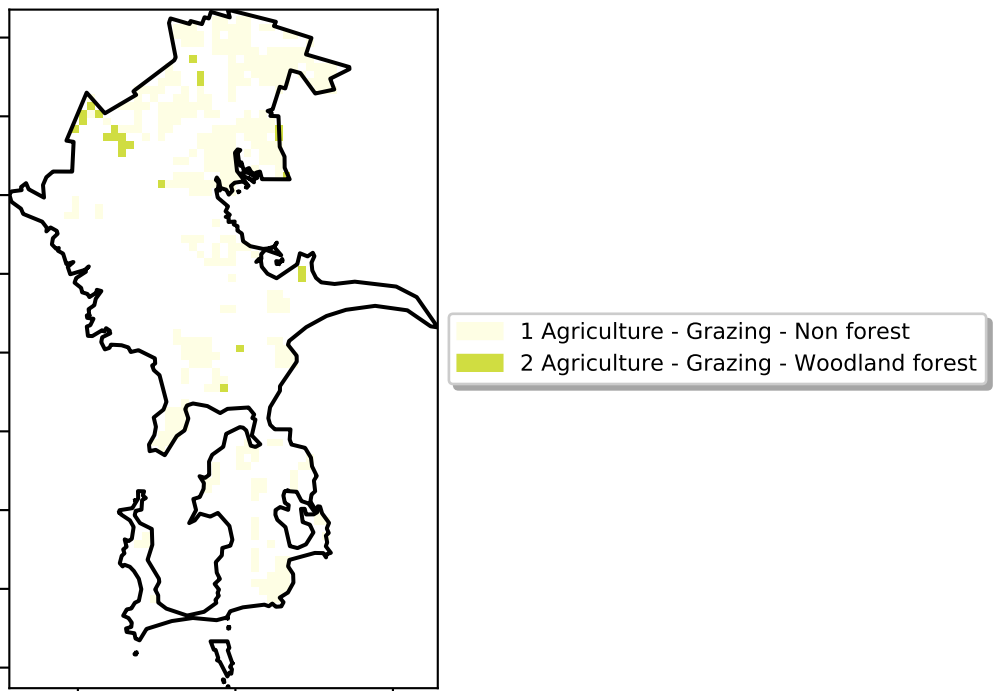 1 Agriculture - Grazing - Non forest
2 Agriculture - Grazing - Woodland forest